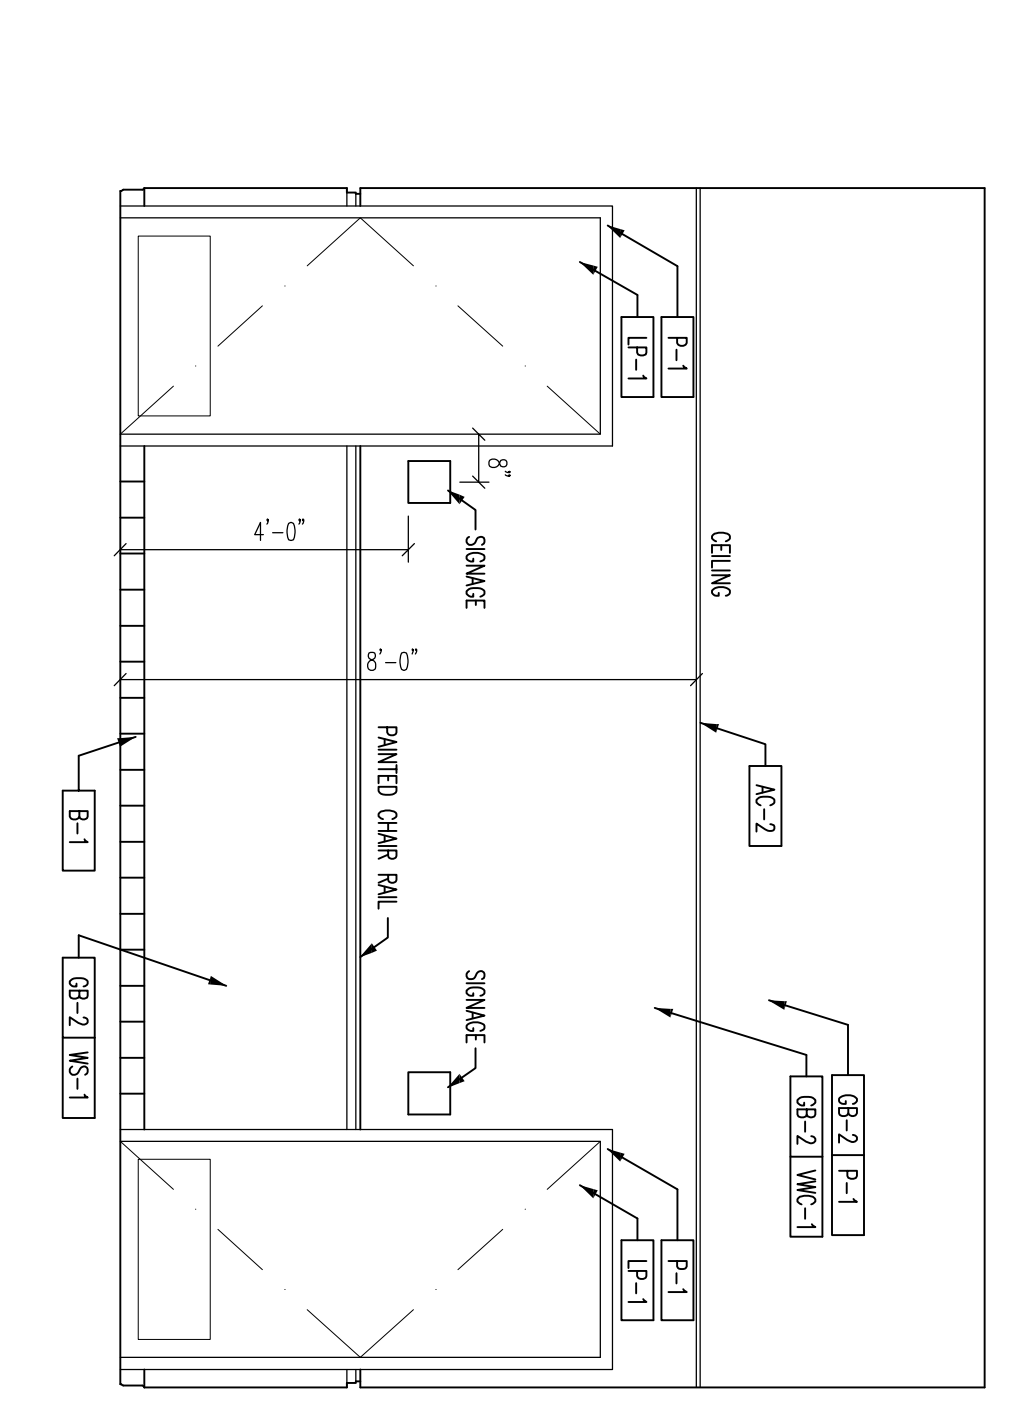 GB-2 P-1
GB-2 VWC-1
AC-2
CEILING
P-1
P-1
LP-1
LP-1
8"
SIGNAGE
SIGNAGE
8'-0"
PAINTED CHAIR RAIL
4'-0"
B-1
GB-2 WS-1